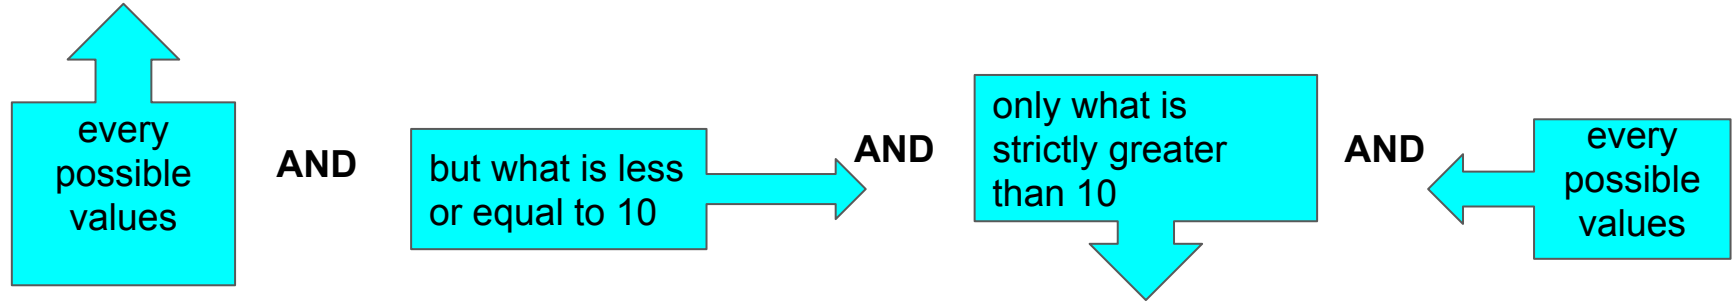 every
possible
values
AND
but what is less
or equal to 10
AND
only what is
strictly greater
than 10
AND
every
possible
values